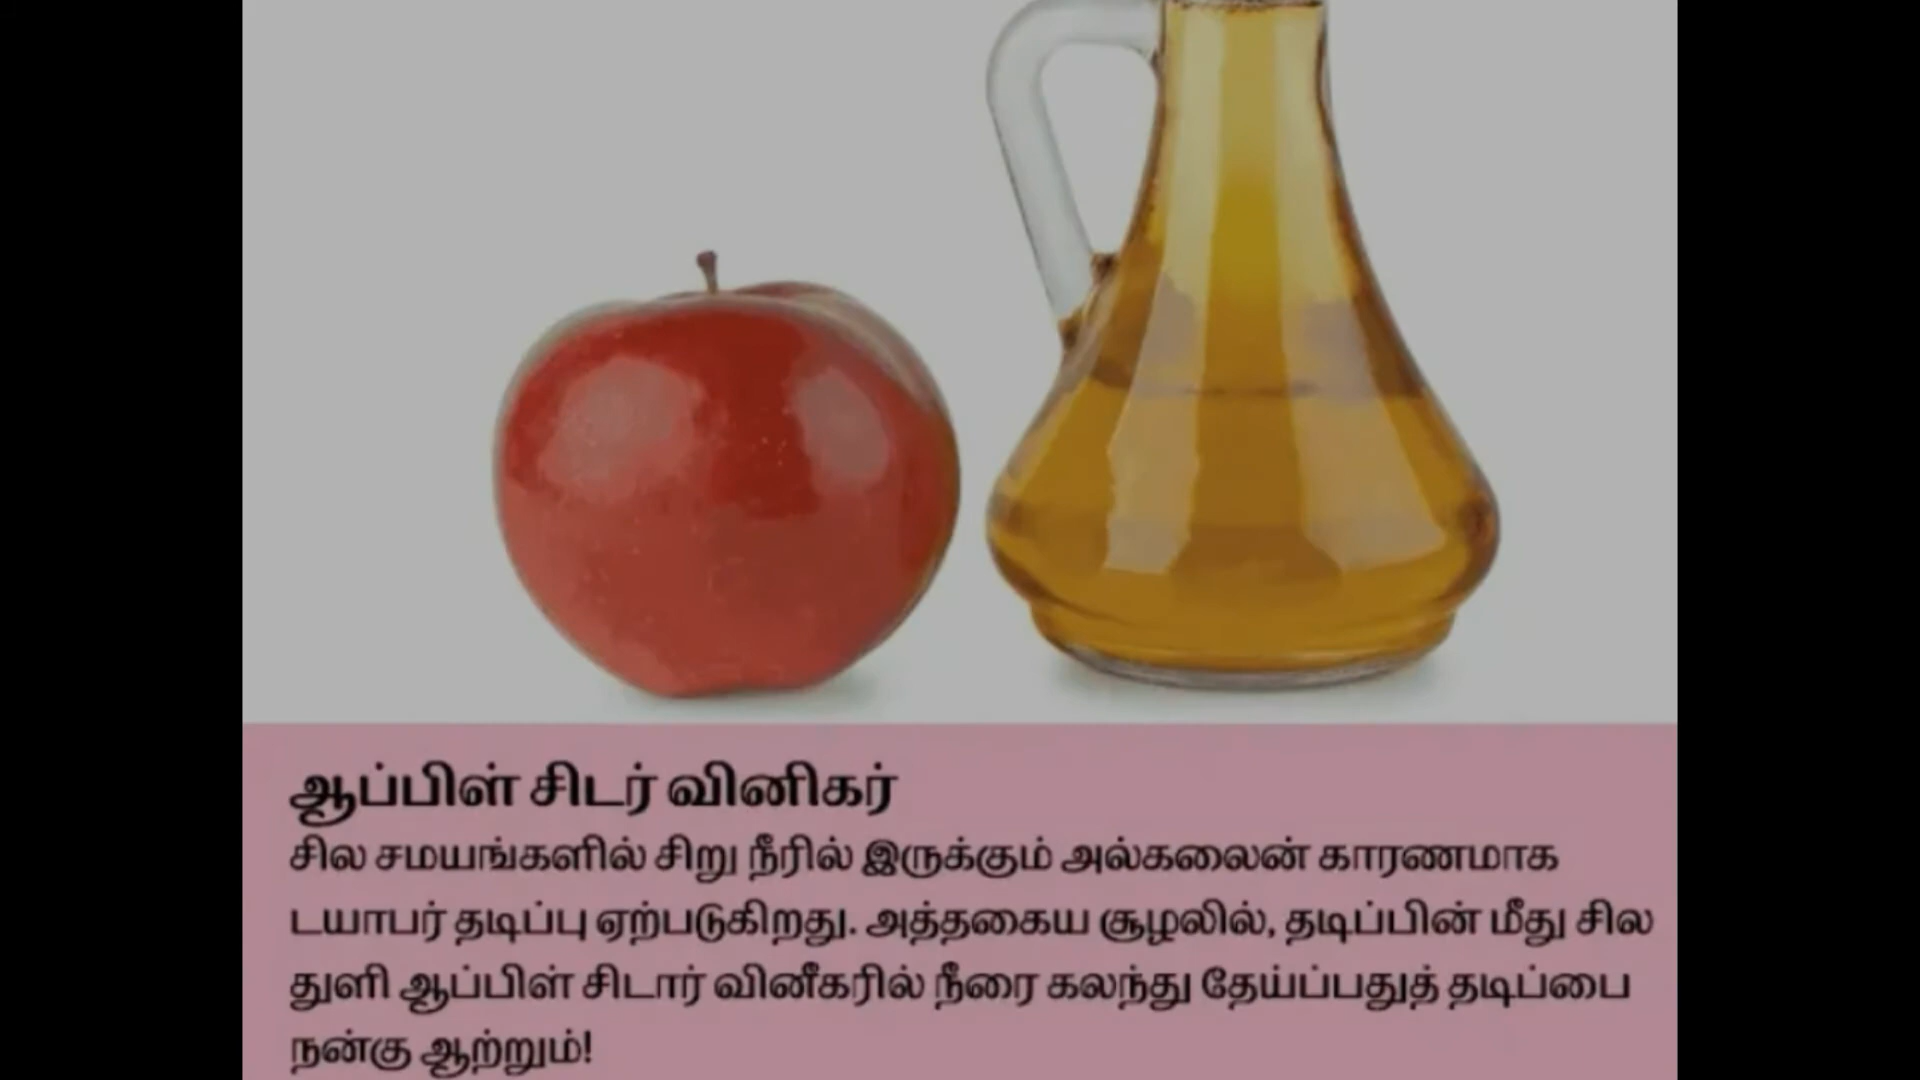 ஆப்பிள் சிடர் வினிகர்
சில சமயங்களில் சிறு நீரில் இருக்கும் அல்கலைன் காரணமாக
டயாபர் தடிப்பு ஏற்படுகிறது. அத்தகைய சூழலில், தடிப்பின் மீது சில
துளி ஆப்பிள் சிடார் வினீகரில் நீரை கலந்து தேய்ப்பதுத் தடிப்பை
நன்கு ஆற்றும்!